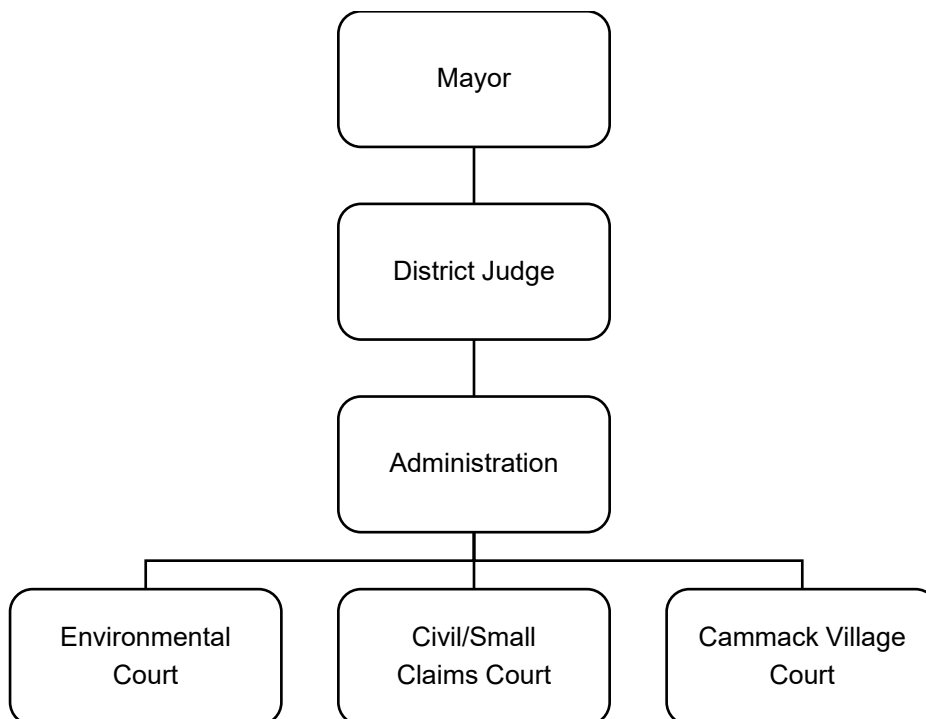 Mayor
District Judge
Administration
Environmental
Court
Civil/Small
Claims Court
Cammack Village
Court